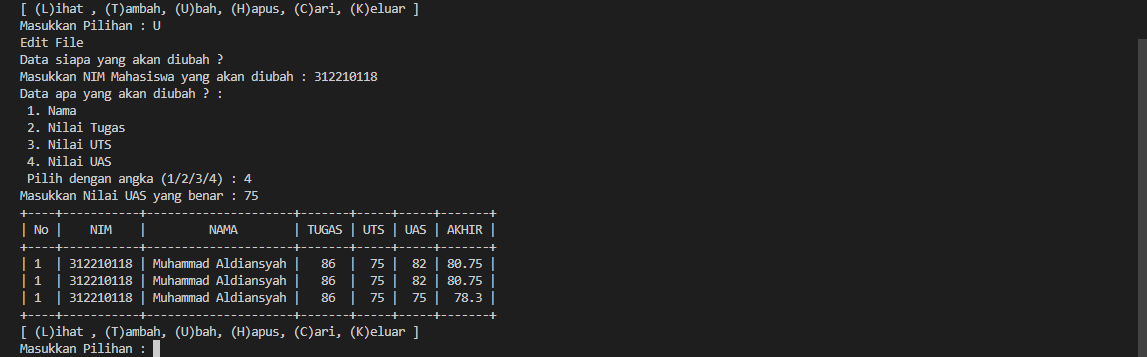 [ (L)ihat , (T)ambah, (U)bah, (H)apus, (C)ari, (K)eluar ]
Masukkan Pilihan : U
Edit File
Data siapa yang akan diubah ?
Masukkan NIM Mahasiswa yang akan diubah : 312210118
Data apa yang akan diubah ? :
 1. Nama
 2. Nilai Tugas
 3. Nilai UTS
 4. Nilai UAS
 Pilih dengan angka (1/2/3/4) : 4
Masukkan Nilai UAS yang benar : 75
+----+-----------+---------------------+-------+-----+-----+-------+
| No |    NIM    |         NAMA        | TUGAS | UTS | UAS | AKHIR |
+----+-----------+---------------------+-------+-----+-----+-------+
| 1  | 312210118 | Muhammad Aldiansyah |   86  |  75 |  82 | 80.75 |
| 1  | 312210118 | Muhammad Aldiansyah |   86  |  75 |  82 | 80.75 |
| 1  | 312210118 | Muhammad Aldiansyah |   86  |  75 |  75 |  78.3 |
+----+-----------+---------------------+-------+-----+-----+-------+
[ (L)ihat , (T)ambah, (U)bah, (H)apus, (C)ari, (K)eluar ]
Masukkan Pilihan :